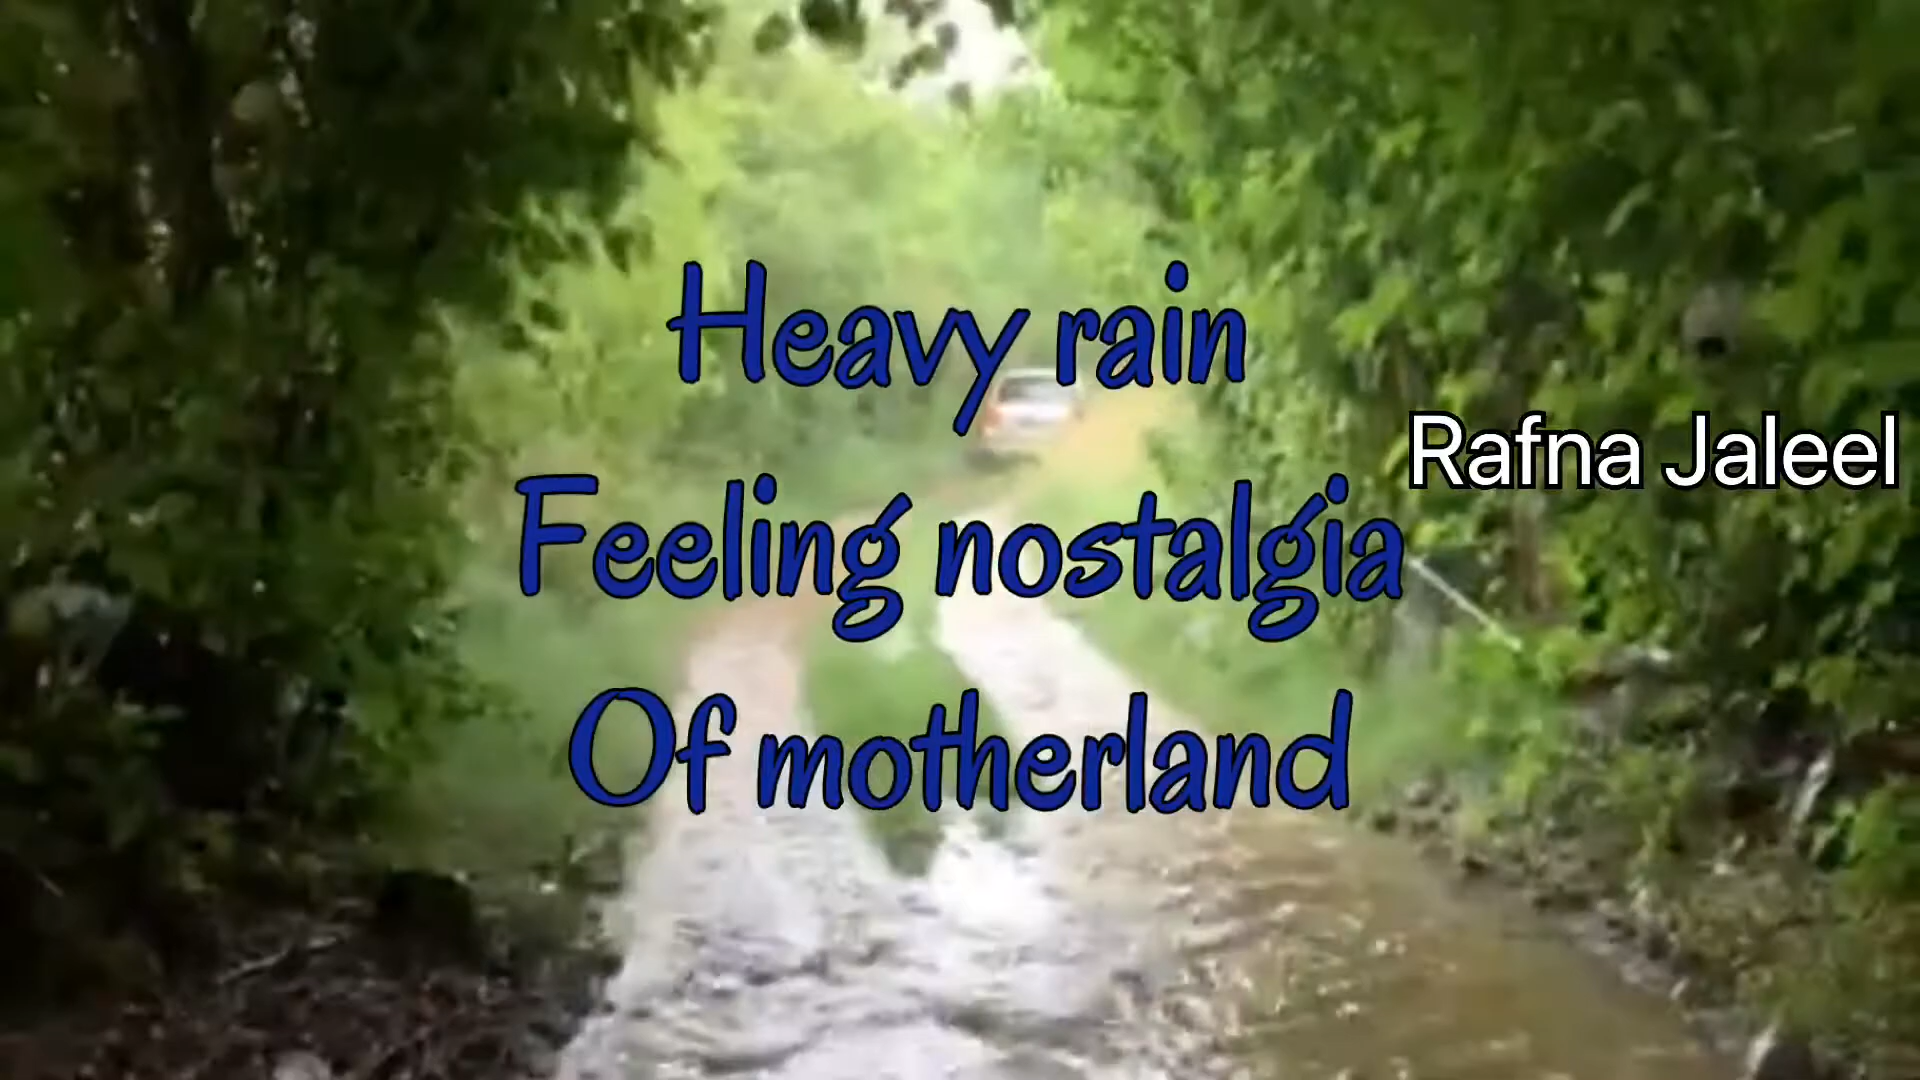 Heavy rain
Rafna Jaleel
Feeling nostalgia
Of motherland